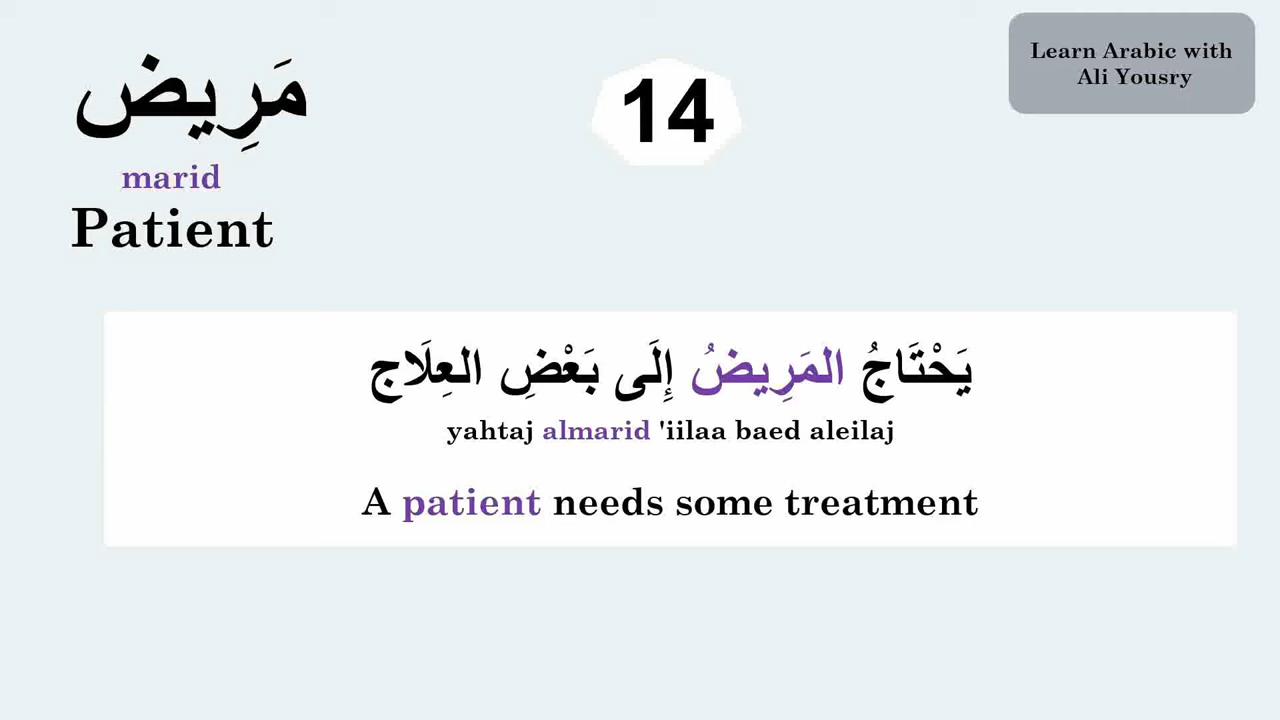 مَرِيض
marid
Patient
14
Learn Arabic with
Ali Yousry
يَحْتَاجُ المَرِيضُ إِلَى بَعْضِ العِلَاج
yahtaj almarid 'iilaa baed aleilaj
A patient needs some treatment